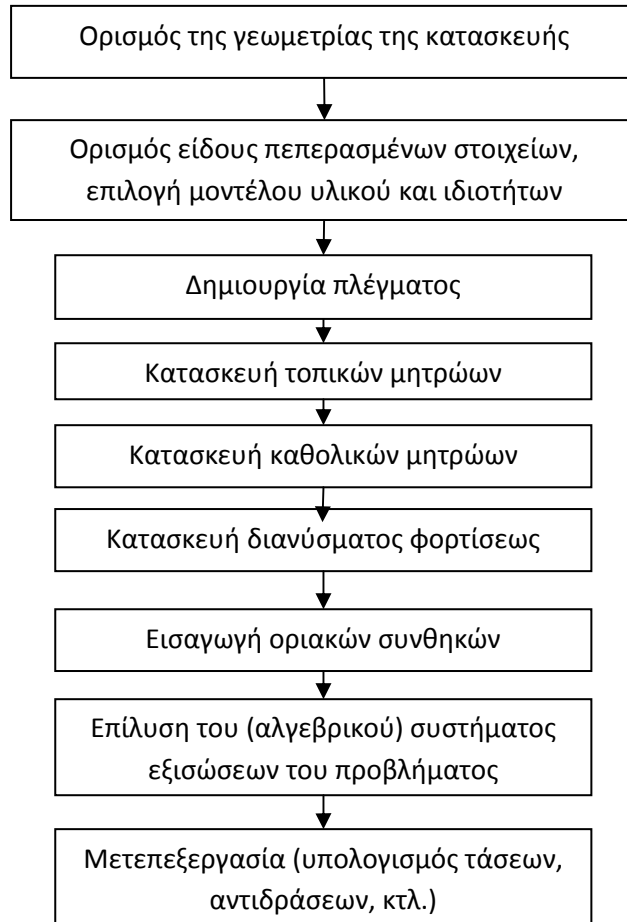 Ορισμός της γεωμετρίας της κατασκευής
Ορισμός είδους πεπερασμένων στοιχείων,
επιλογή μοντέλου υλικού και ιδιοτήτων
Δημιουργία πλέγματος
Κατασκευή τοπικών μητρώων
Κατασκευή καθολικών μητρώων
Κατασκευή διανύσματος φορτίσεως
Εισαγωγή οριακών συνθηκών
Επίλυση του (αλγεβρικού) συστήματος
εξισώσεων του προβλήματος
Μετεπεξεργασία (υπολογισμός τάσεων,
αντιδράσεων, κτλ.)